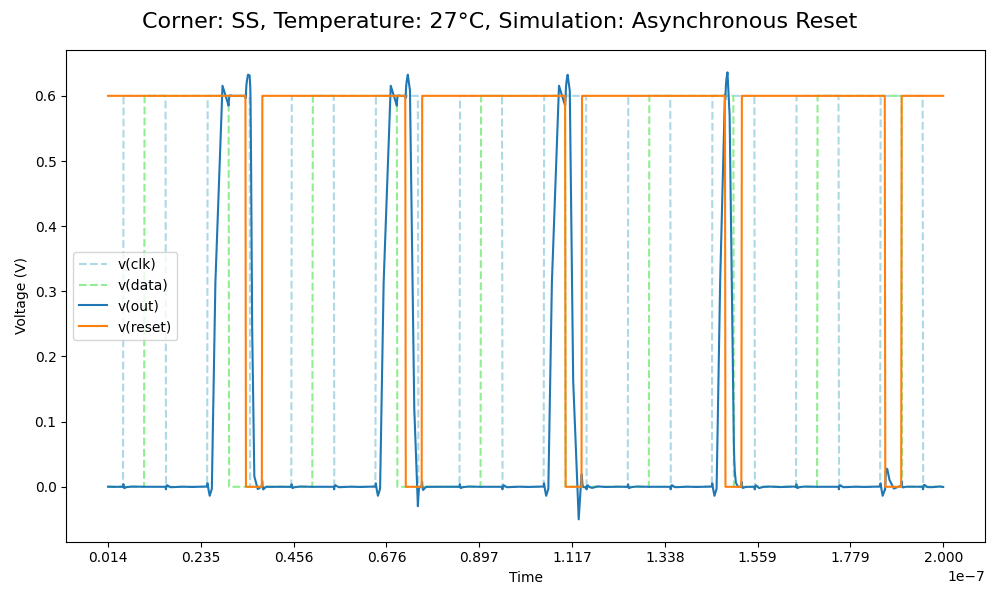 Corner: SS, Temperature: 27°C, Simulation: Asynchronous Reset
Voltage (V)
0.6
0.5
0.4
0.3
0.2
0.1
0.0
v(clk)
v(data)
v(out)
v(reset)
0.014 0.235 0.456 0.676 0.897 1.117 1.338 1.559 1.779 2.000
Time
1e−7